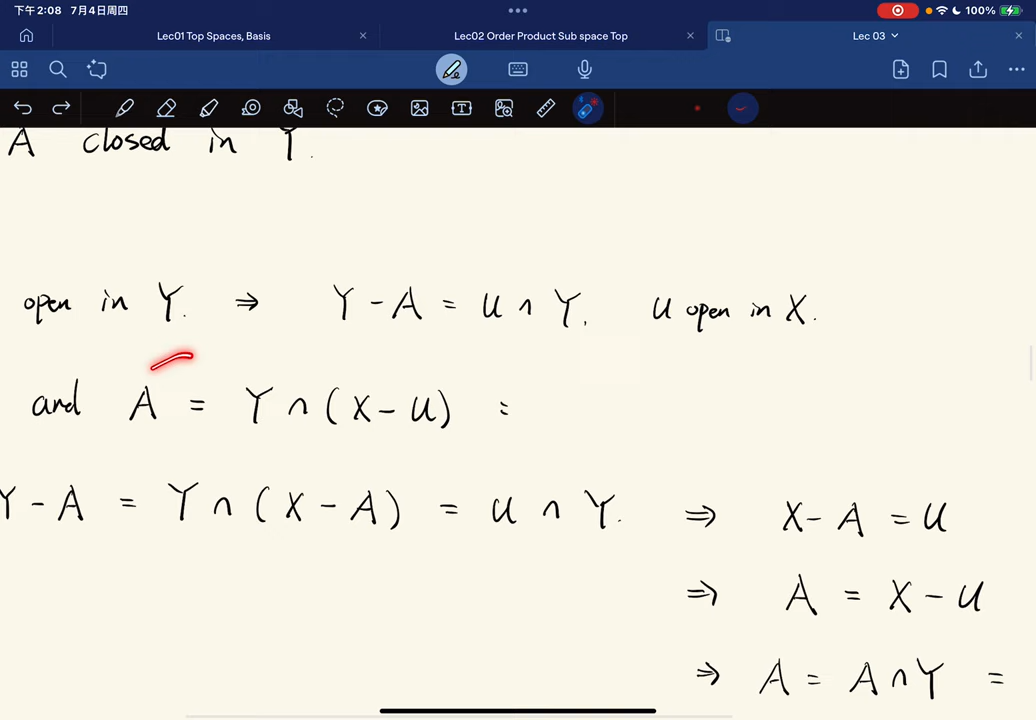 下午2:08 7月4日周四
100%
Lec01 Top Spaces, Basis
Lec02 Order Product Sub space Top
Lec 03
A closed in Y.
open in Y. ⇒ Y - A = U ∩ Y. U open in X.
and A = Y ∩ (X - U) =
Y - A = Y ∩ (X - A) = U ∩ Y. ⇒ X - A = U
⇒ A = X - U
⇒ A = A ∩ Y =